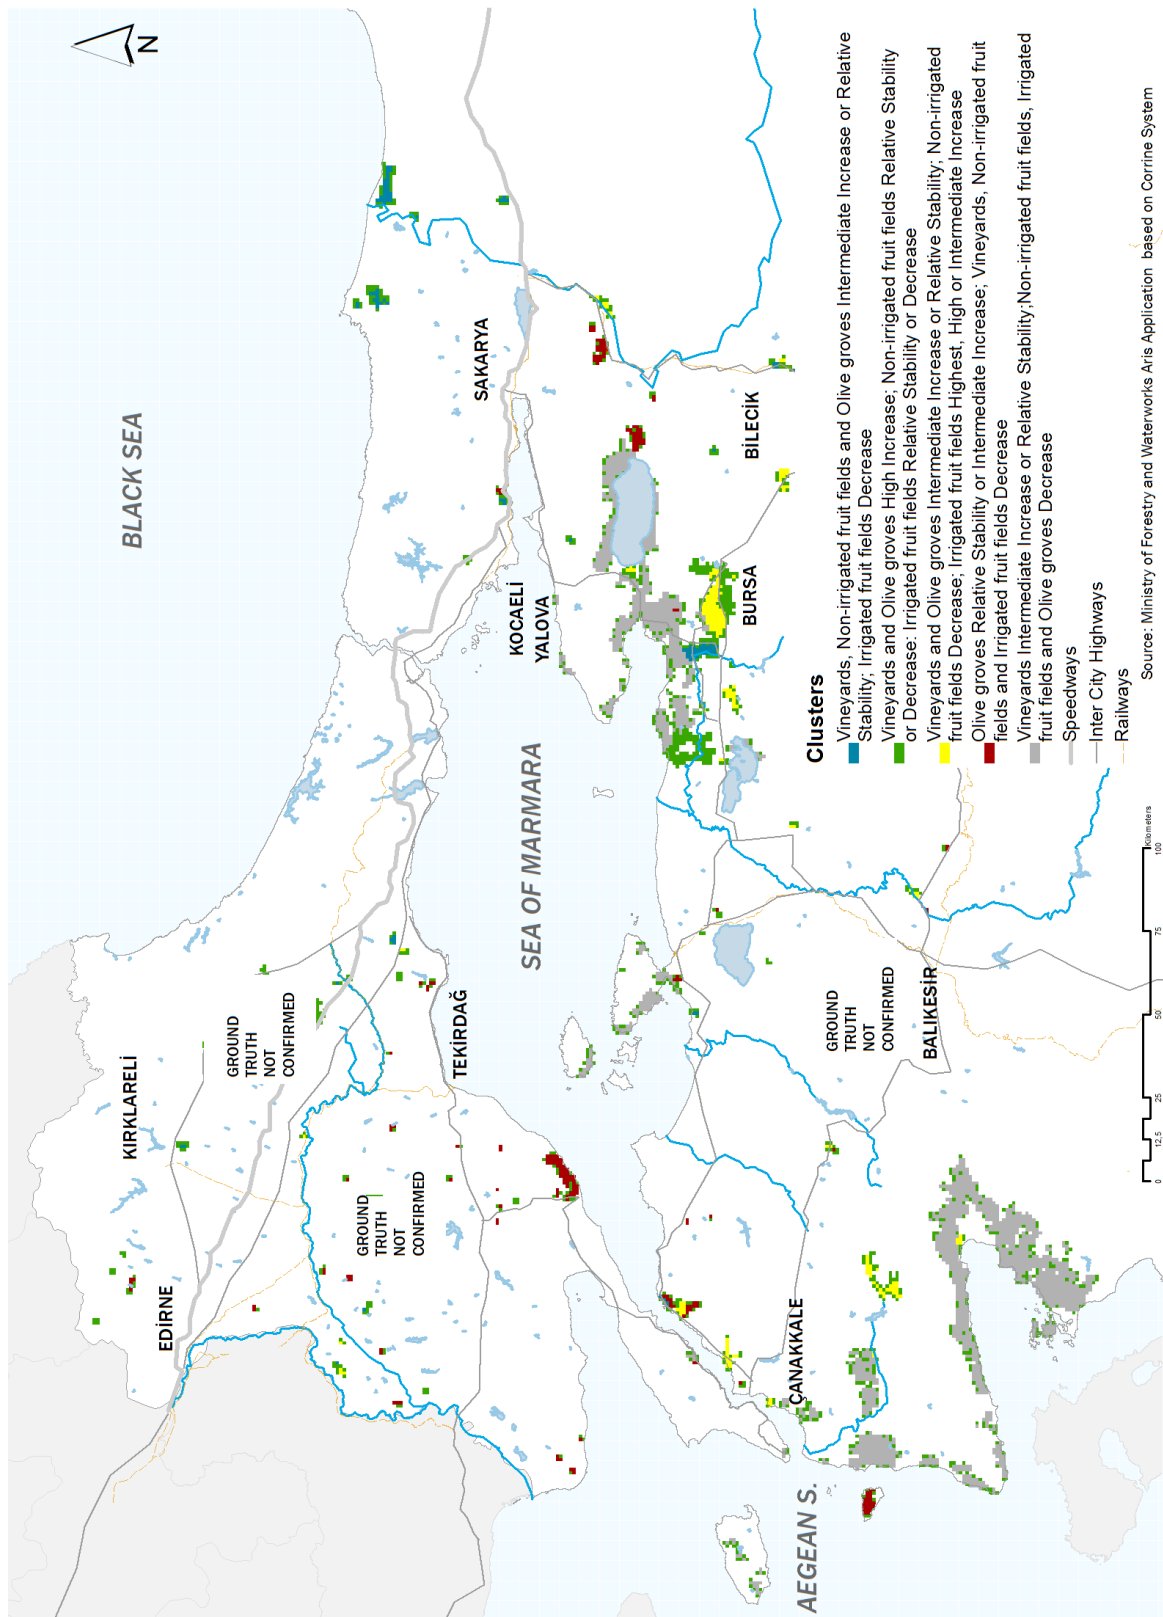 N
BLACK SEA
KIRKLARELİ
EDİRNE
GROUND
TRUTH
NOT
CONFIRMED
SAKARYA
KOCAELİ
YALOVA
TEKİRDAĞ
GROUND
TRUTH
NOT
CONFIRMED
SEA OF MARMARA
BİLECİK
BURSA
GROUND
TRUTH
NOT
CONFIRMED
BALIKESİR
ÇANAKKALE
AEGEAN S.
Clusters
Vineyards, Non-irrigated fruit fields and Olive groves Intermediate Increase or Relative
Stability; Irrigated fruit fields Decrease
Vineyards and Olive groves High Increase; Non-irrigated fruit fields Relative Stability
or Decrease: Irrigated fruit fields Relative Stability or Decrease
Vineyards and Olive groves Intermediate Increase or Relative Stability; Non-irrigated
fruit fields Decrease; Irrigated fruit fields Highest, High or Intermediate Increase
Olive groves Relative Stability or Intermediate Increase; Vineyards, Non-irrigated fruit
fields and Irrigated fruit fields Decrease
Vineyards Intermediate Increase or Relative Stability;Non-irrigated fruit fields, Irrigated
fruit fields and Olive groves Decrease
Speedways
Inter City Highways
Railways
0 12,5 25 50 75 100
Kilometers
Source: Ministry of Forestry and Waterworks Aris Application based on Corrine System